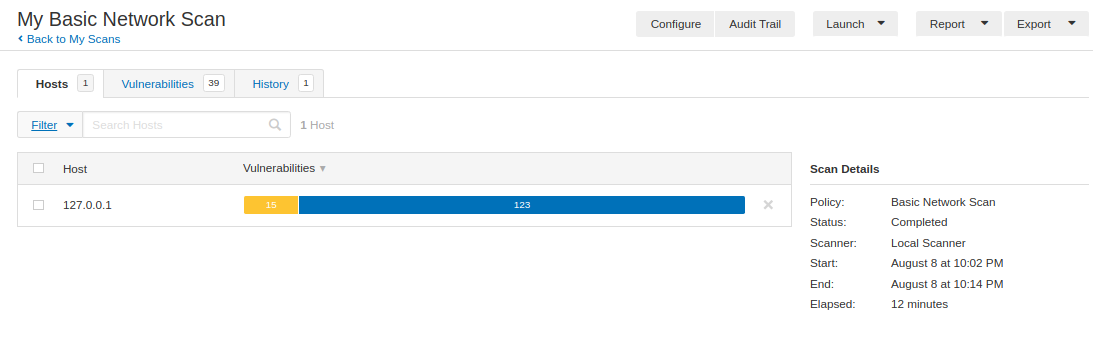 My Basic Network Scan
Back to My Scans
Configure Audit Trail Launch Report Export
Hosts 1 Vulnerabilities 39 History 1
Filter Search Hosts 1 Host
Host Vulnerabilities
127.0.0.1 15 123
Scan Details
Policy: Basic Network Scan
Status: Completed
Scanner: Local Scanner
Start: August 8 at 10:02 PM
End: August 8 at 10:14 PM
Elapsed: 12 minutes